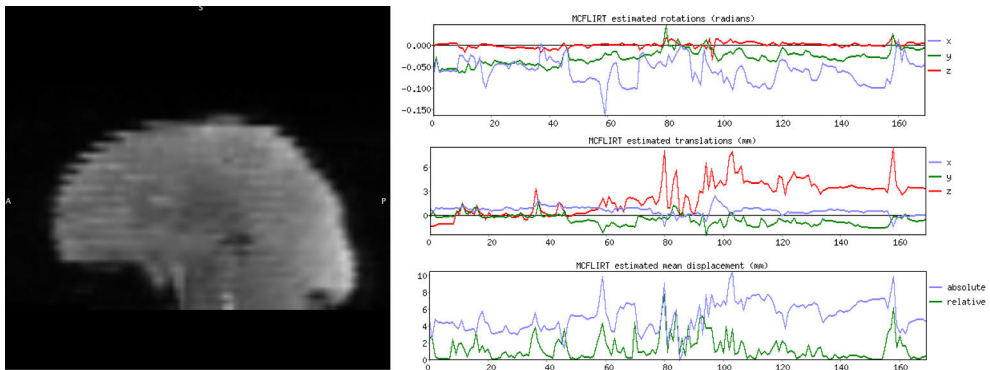 S
A
P
MCFLIRT estimated rotations (radians)
0.000
-0.050
-0.100
-0.150
0 20 40 60 80 100 120 140 160
x
y
z
MCFLIRT estimated translations (mm)
6
3
0
0 20 40 60 80 100 120 140 160
x
y
z
MCFLIRT estimated mean displacement (mm)
10
8
6
4
2
0
0 20 40 60 80 100 120 140 160
absolute
relative